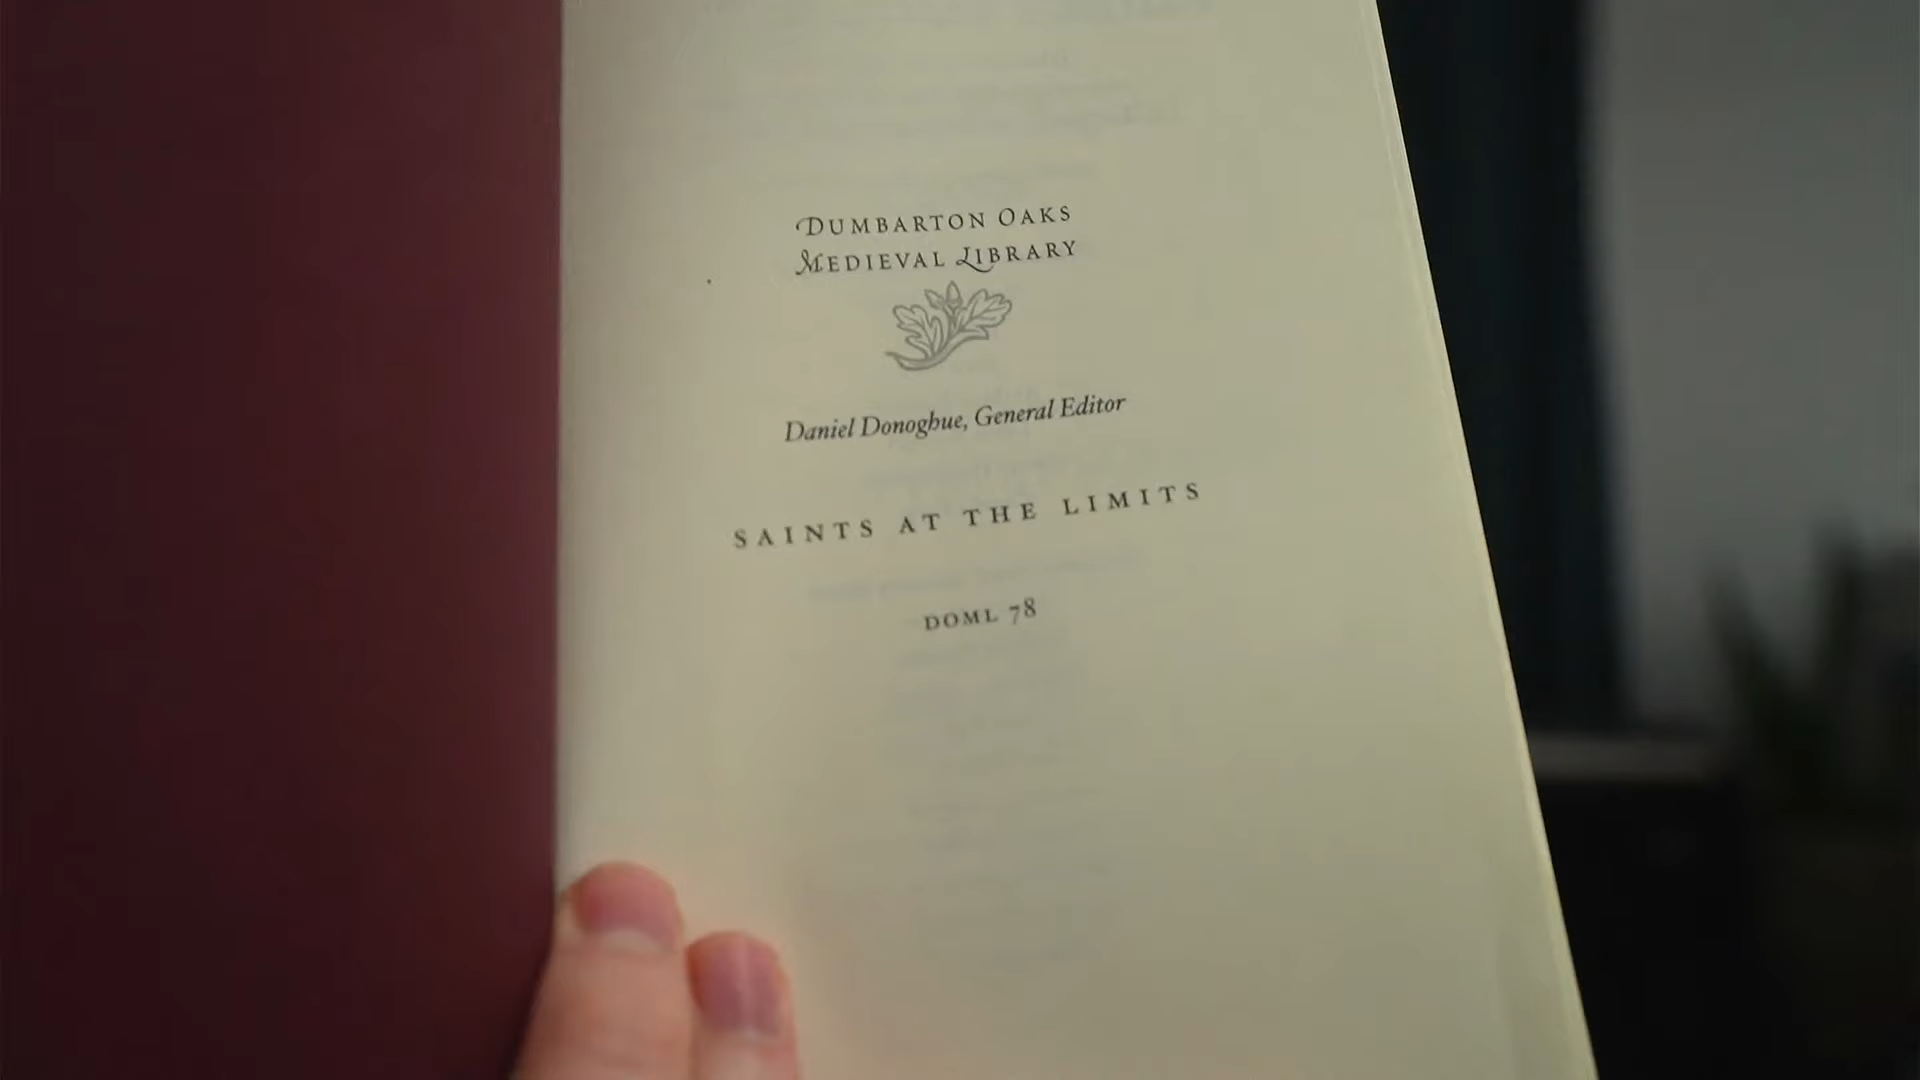 DUMBARTON OAKS
MEDIEVAL LIBRARY
Daniel Donoghue, General Editor
SAINTS AT THE LIMITS
DOML 78